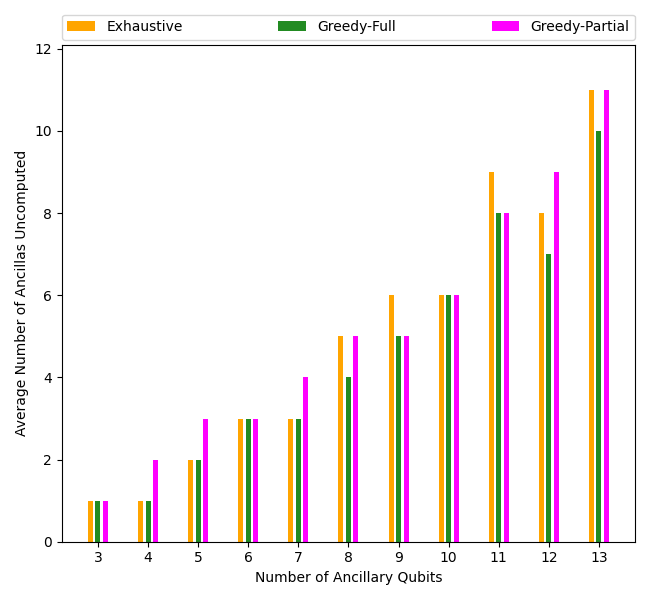 Exhaustive Greedy-Full Greedy-Partial
12
10
8
6
4
2
0
Average Number of Ancillas Uncomputed
3 4 5 6 7 8 9 10 11 12 13
Number of Ancillary Qubits